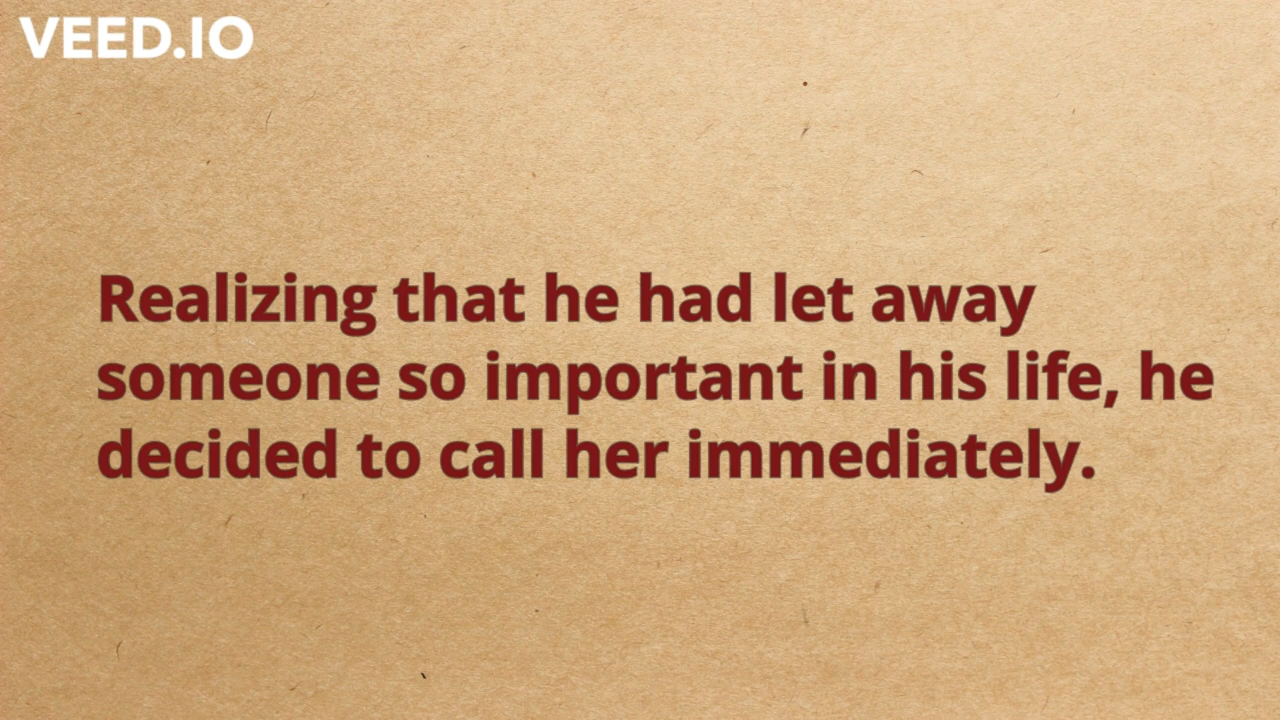 VEED.IO
Realizing that he had let away
someone so important in his life, he
decided to call her immediately.